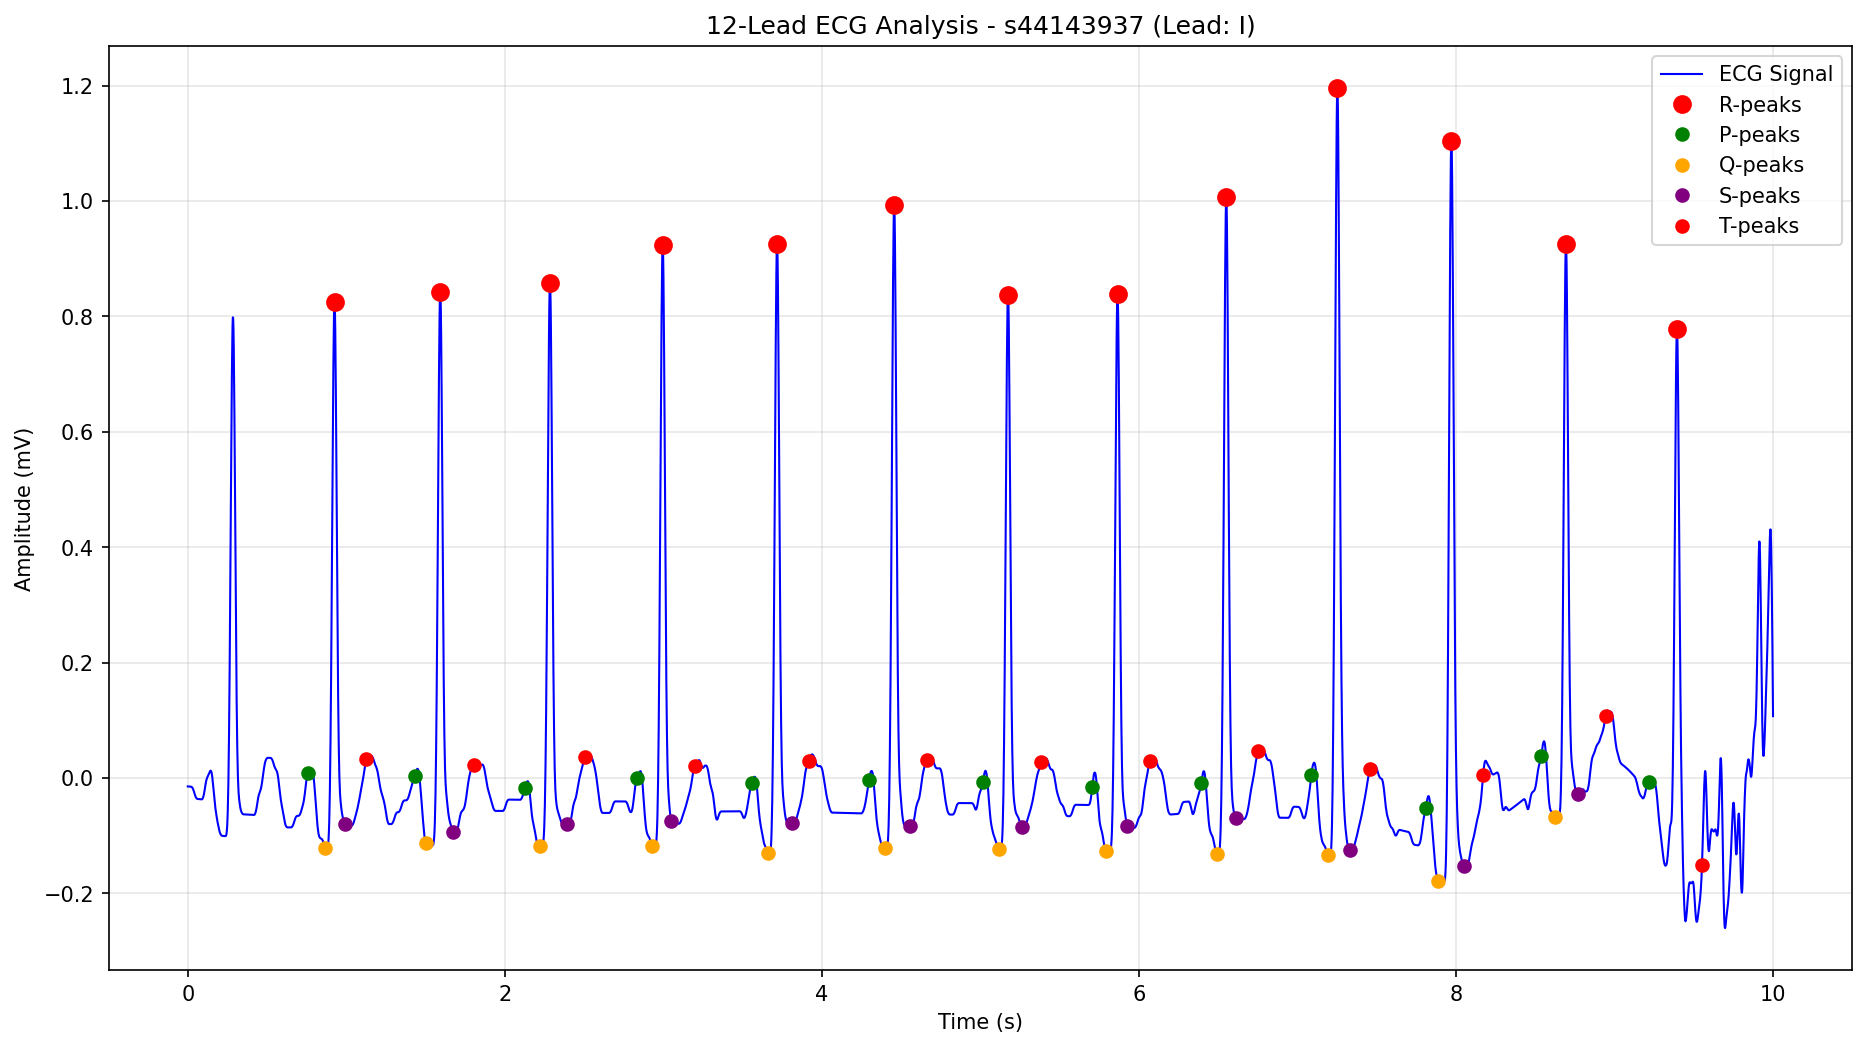 12-Lead ECG Analysis - s44143937 (Lead: I)
ECG Signal
R-peaks
P-peaks
Q-peaks
S-peaks
T-peaks
Amplitude (mV)
1.2
1.0
0.8
0.6
0.4
0.2
0.0
−0.2
0 2 4 6 8 10
Time (s)